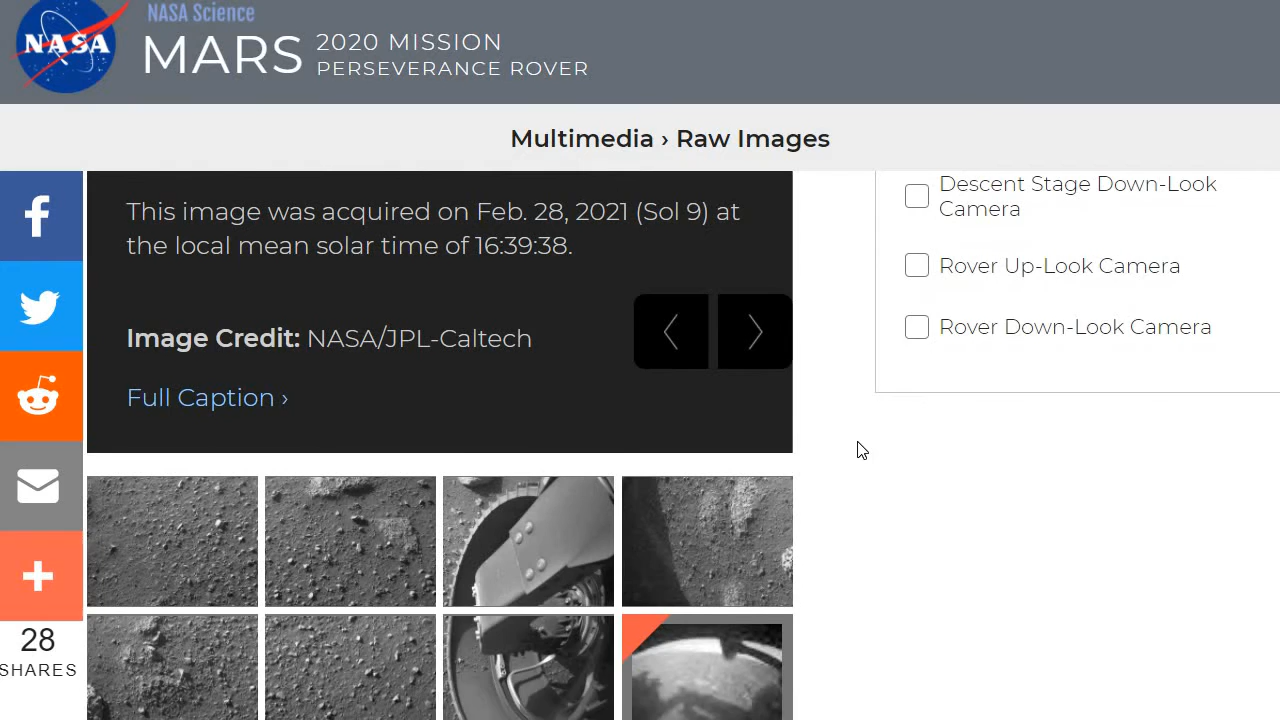 NASA
NASA Science
MARS
2020 MISSION
PERSEVERANCE ROVER
Multimedia › Raw Images
This image was acquired on Feb. 28, 2021 (Sol 9) at
the local mean solar time of 16:39:38.
Image Credit: NASA/JPL-Caltech
Full Caption ›
Descent Stage Down-Look
Camera
Rover Up-Look Camera
Rover Down-Look Camera
28
SHARES